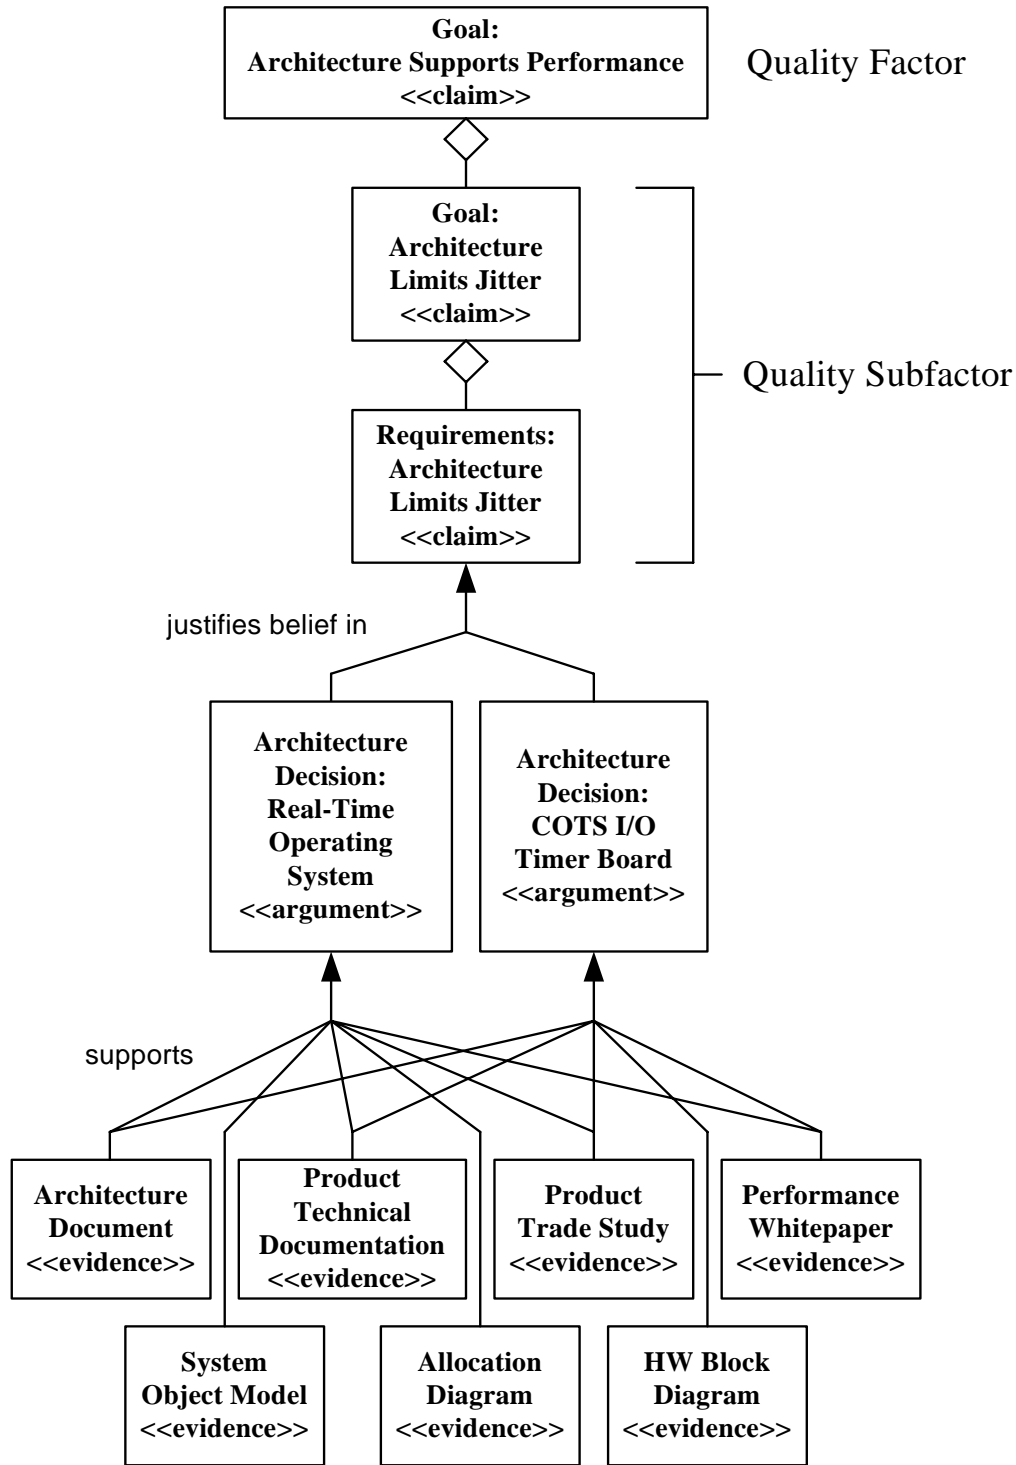 Goal:
Architecture Supports Performance
<<claim>>
Quality Factor
Goal:
Architecture
Limits Jitter
<<claim>>
Quality Subfactor
Requirements:
Architecture
Limits Jitter
<<claim>>
justifies belief in
Architecture
Decision:
Real-Time
Operating
System
<<argument>>
Architecture
Decision:
COTS I/O
Timer Board
<<argument>>
supports
Architecture
Document
<<evidence>>
Product
Technical
Documentation
<<evidence>>
Product
Trade Study
<<evidence>>
Performance
Whitepaper
<<evidence>>
System
Object Model
<<evidence>>
Allocation
Diagram
<<evidence>>
HW Block
Diagram
<<evidence>>